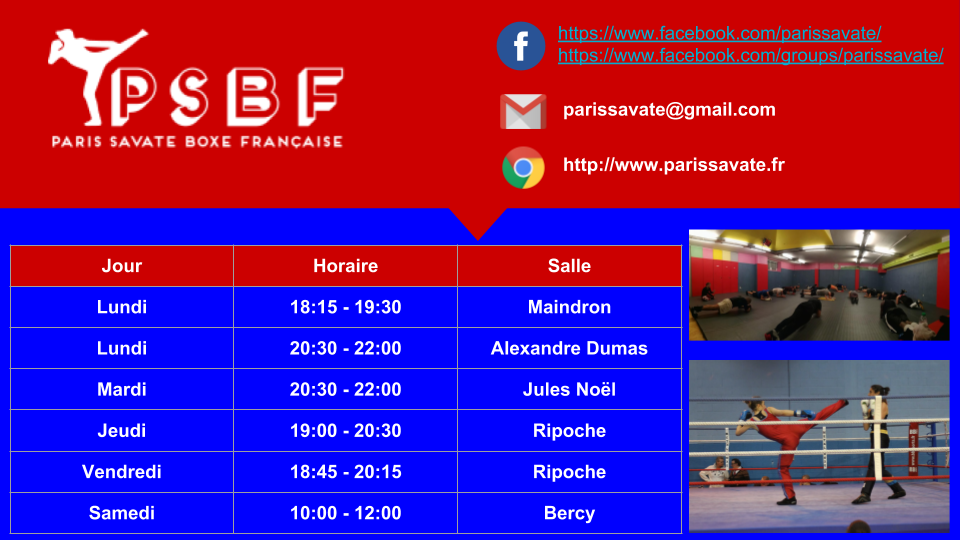 PSBF
PARIS SAVATE BOXE FRANÇAISE
https://www.facebook.com/parissavate/
https://www.facebook.com/groups/parissavate/
parissavate@gmail.com
http://www.parissavate.fr
Jour Horaire Salle
Lundi 18:15 - 19:30 Maindron
Lundi 20:30 - 22:00 Alexandre Dumas
Mardi 20:30 - 22:00 Jules Noël
Jeudi 19:00 - 20:30 Ripoche
Vendredi 18:45 - 20:15 Ripoche
Samedi 10:00 - 12:00 Bercy